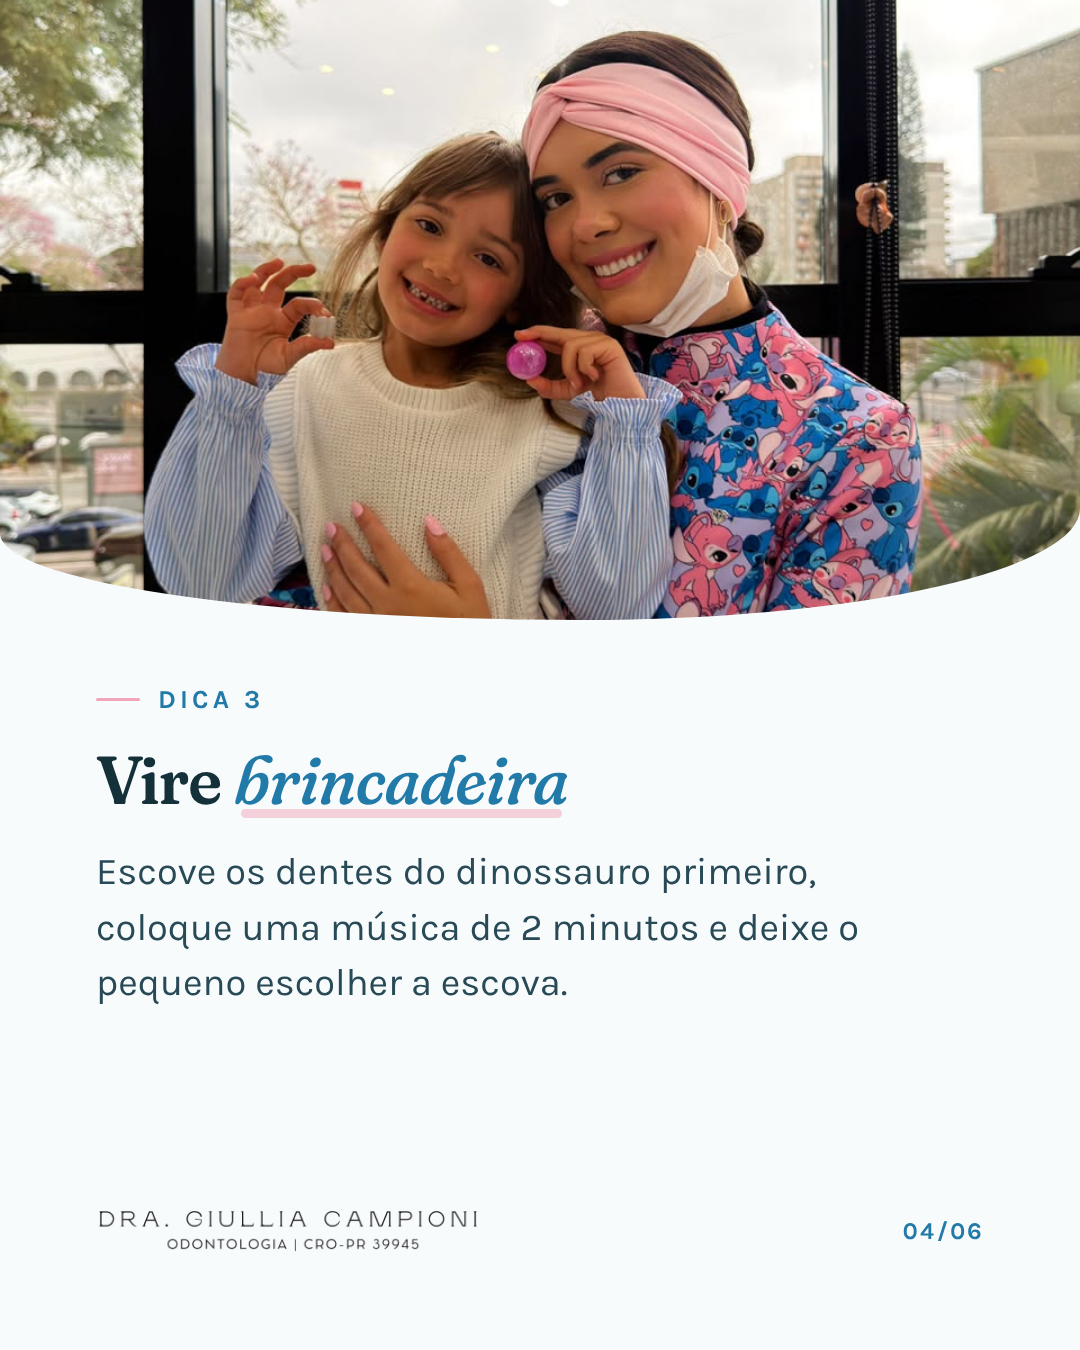 DICA 3
Vire brincadeira
Escove os dentes do dinossauro primeiro,
coloque uma música de 2 minutos e deixe o
pequeno escolher a escova.
DRA. GIULLIA CAMPIONI
ODONTOLOGIA | CRO-PR 39945
04/06